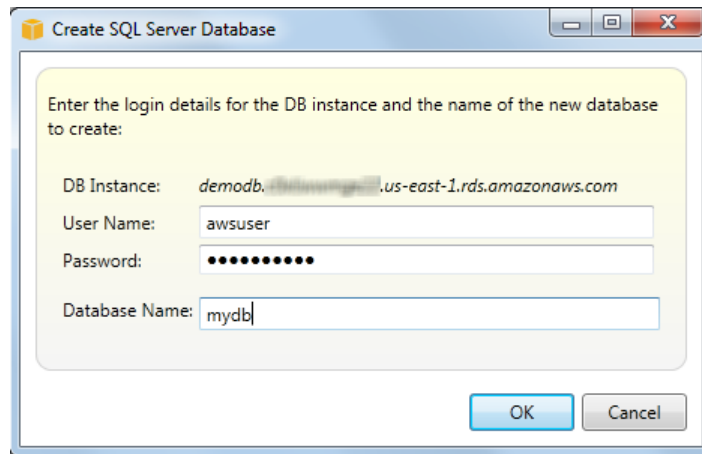 Create SQL Server Database
Enter the login details for the DB instance and the name of the new database
to create:
DB Instance: demodb. .us-east-1.rds.amazonaws.com
User Name: awsuser
Password: ●●●●●●●●●●
Database Name: mydb
OK Cancel